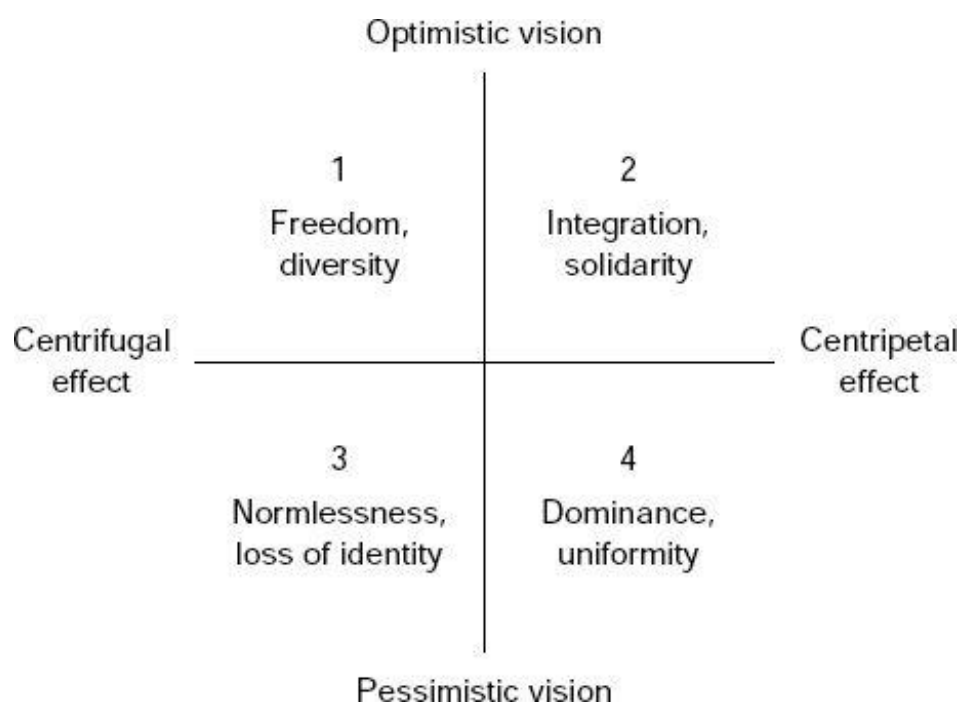 Optimistic vision
1
Freedom,
diversity
2
Integration,
solidarity
Centrifugal
effect
Centripetal
effect
3
Normlessness,
loss of identity
4
Dominance,
uniformity
Pessimistic vision